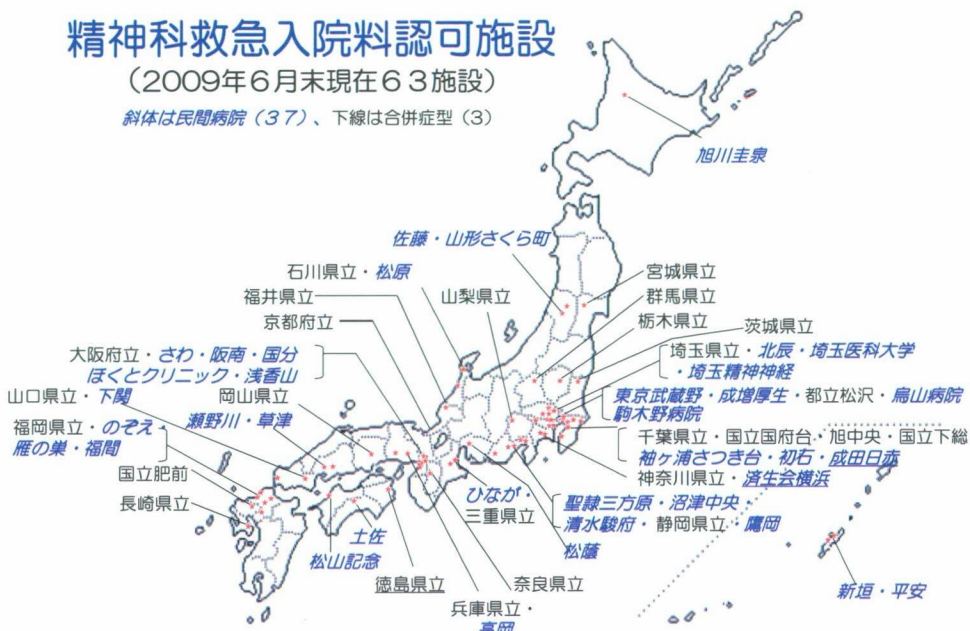 精神科救急入院料認可施設
(2009年6月末現在63施設)
斜体は民間病院(37)、下線は合併症型(3)
旭川圭泉
佐藤・山形さくら町
石川県立・松原
宮城県立
福井県立
山梨県立
群馬県立
京都府立
栃木県立
茨城県立
大阪府立・さわ・阪南・国分
ほくとクリニック・浅香山
埼玉県立・北辰・埼玉医科大学
・埼玉精神神経
山口県立・下関
岡山県立
東京武蔵野・成増厚生・都立松沢・烏山病院
駒木野病院
瀬野川・草津
福岡県立・のぞえ・
雁の巣・福間
千葉県立・国立国府台・旭中央・国立下総
袖ヶ浦さつき台・初石・成田日赤
国立肥前
神奈川県立・済生会横浜
長崎県立
ひなが・
三重県立
聖隷三方原・沼津中央・
清水駿府・静岡県立・鷹岡
土佐
松蔭
松山記念
徳島県立
奈良県立
新垣・平安
兵庫県立・
高岡